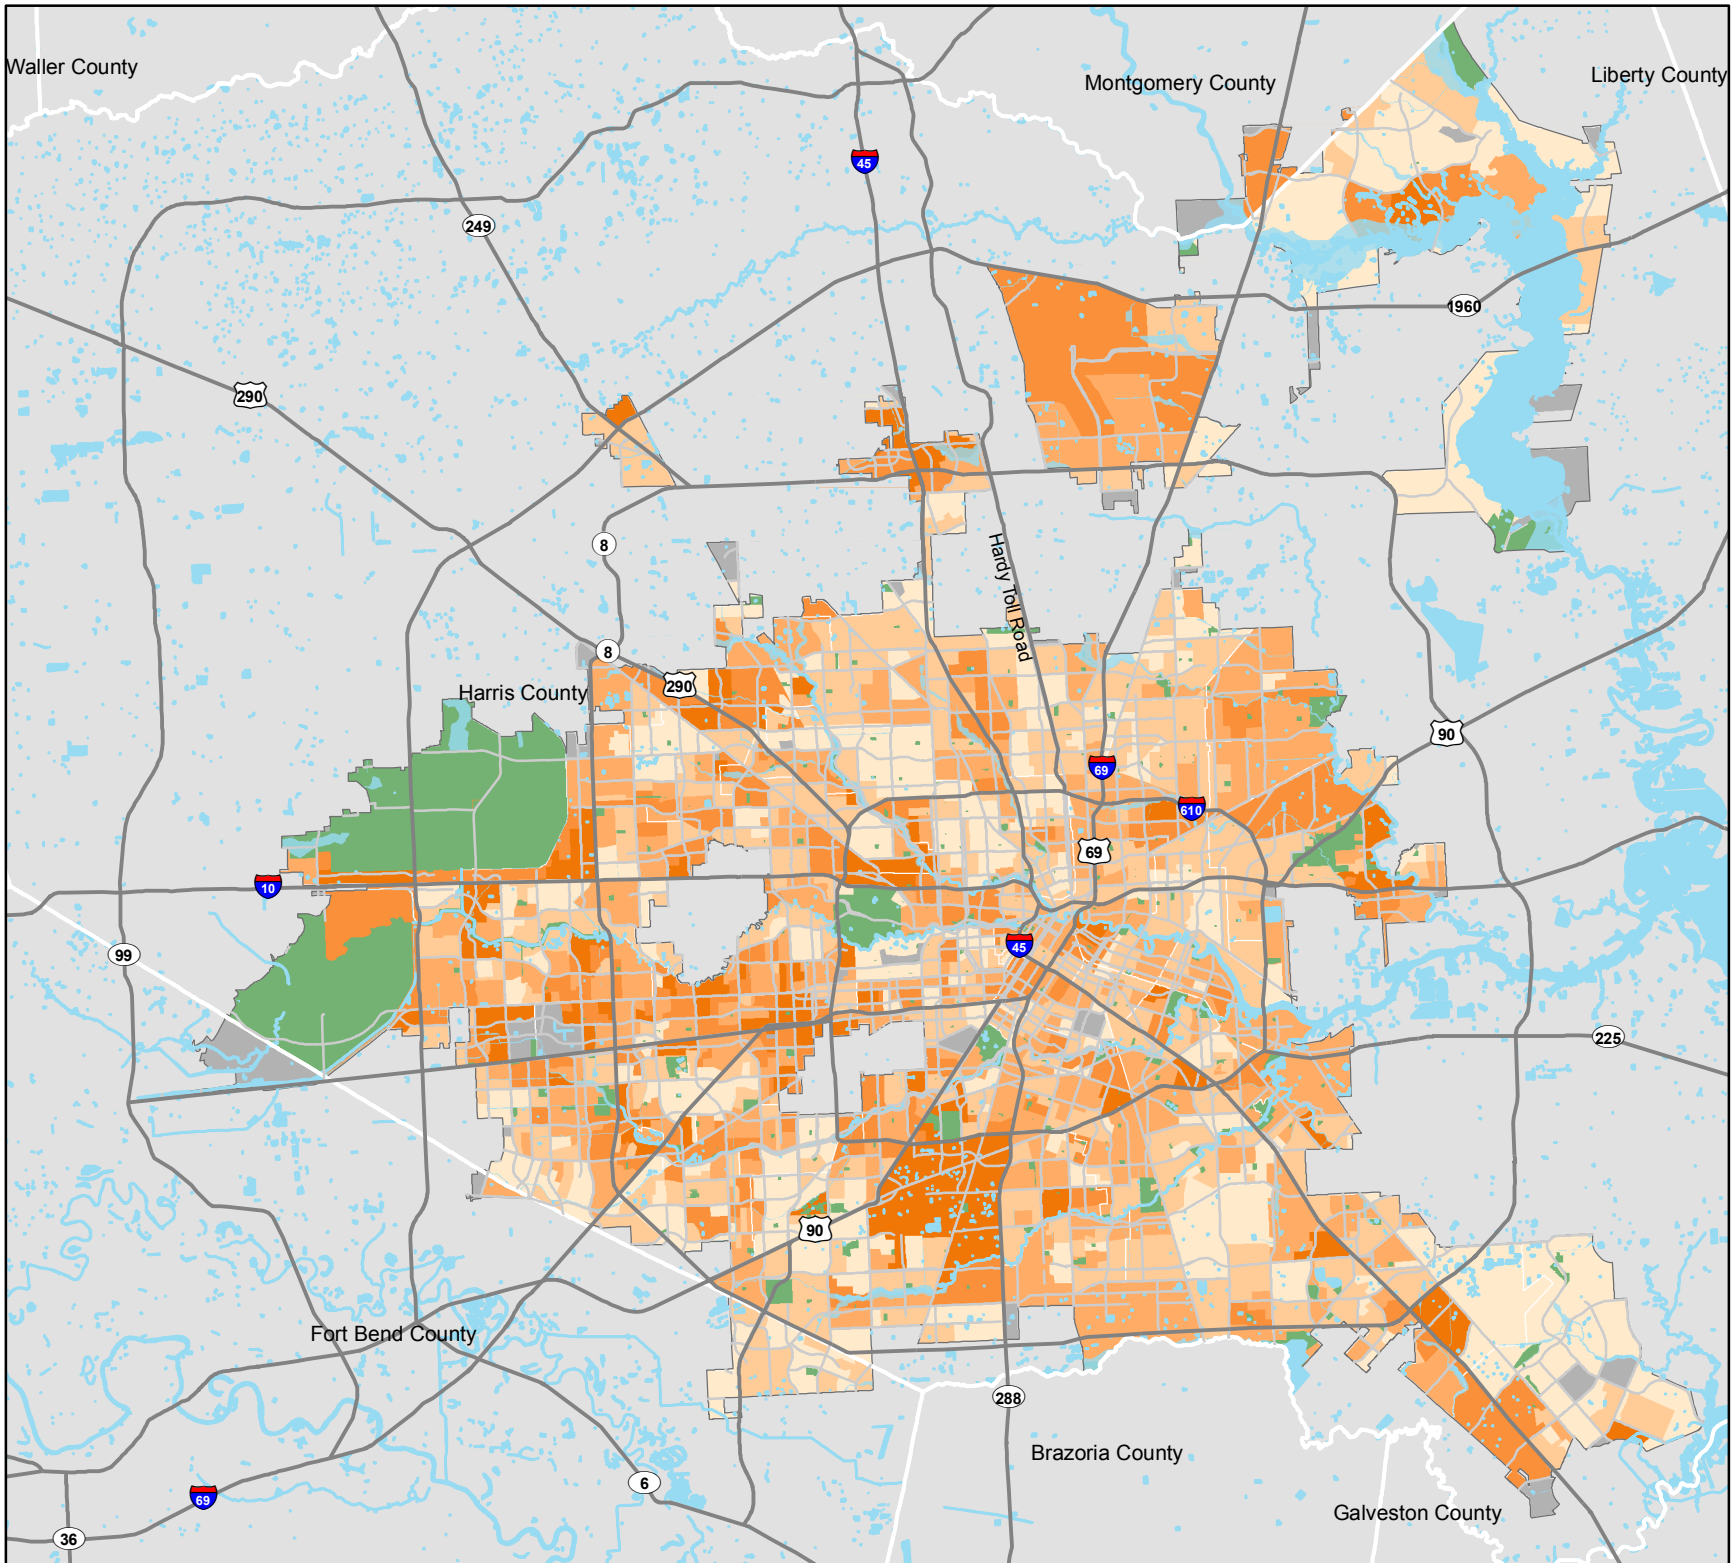 Waller County
Montgomery County
Liberty County
45
249
1960
290
8
Hardy Toll Road
8
290
Harris County
90
69
610
69
10
45
99
225
90
Fort Bend County
288
Brazoria County
6
69
Galveston County
36